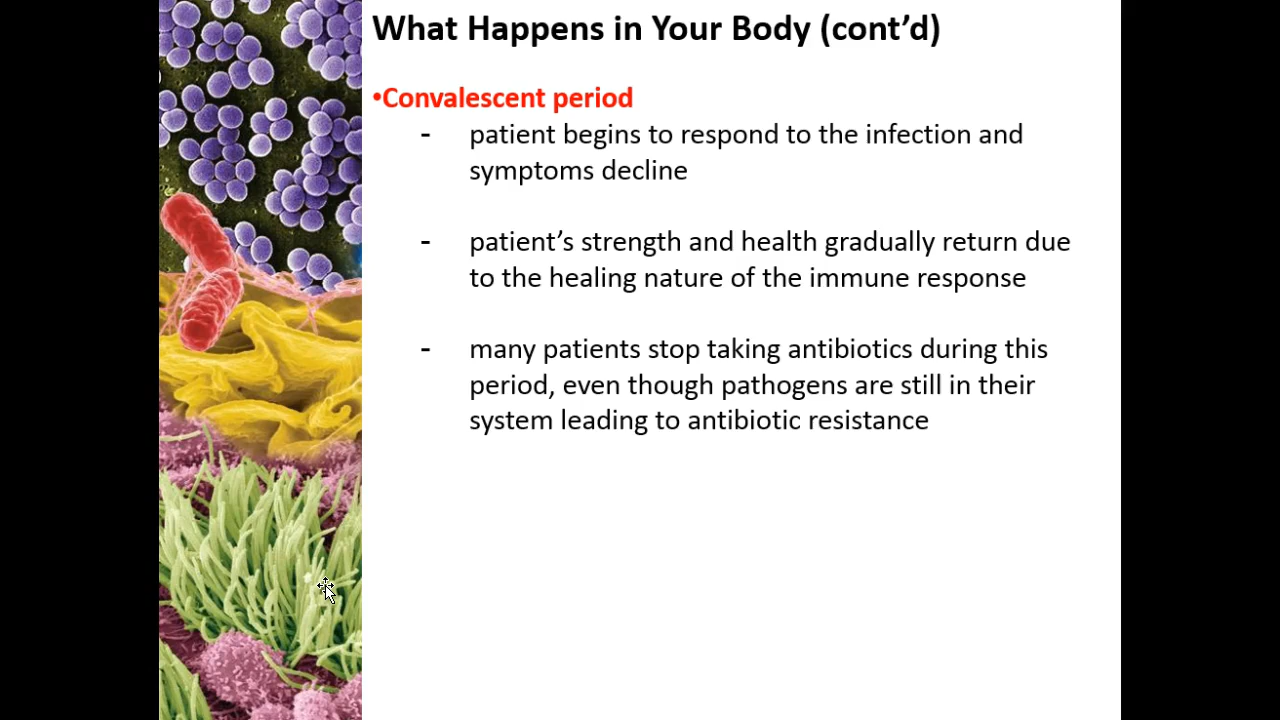 What Happens in Your Body (cont’d)
•Convalescent period
- patient begins to respond to the infection and
symptoms decline
- patient’s strength and health gradually return due
to the healing nature of the immune response
- many patients stop taking antibiotics during this
period, even though pathogens are still in their
system leading to antibiotic resistance